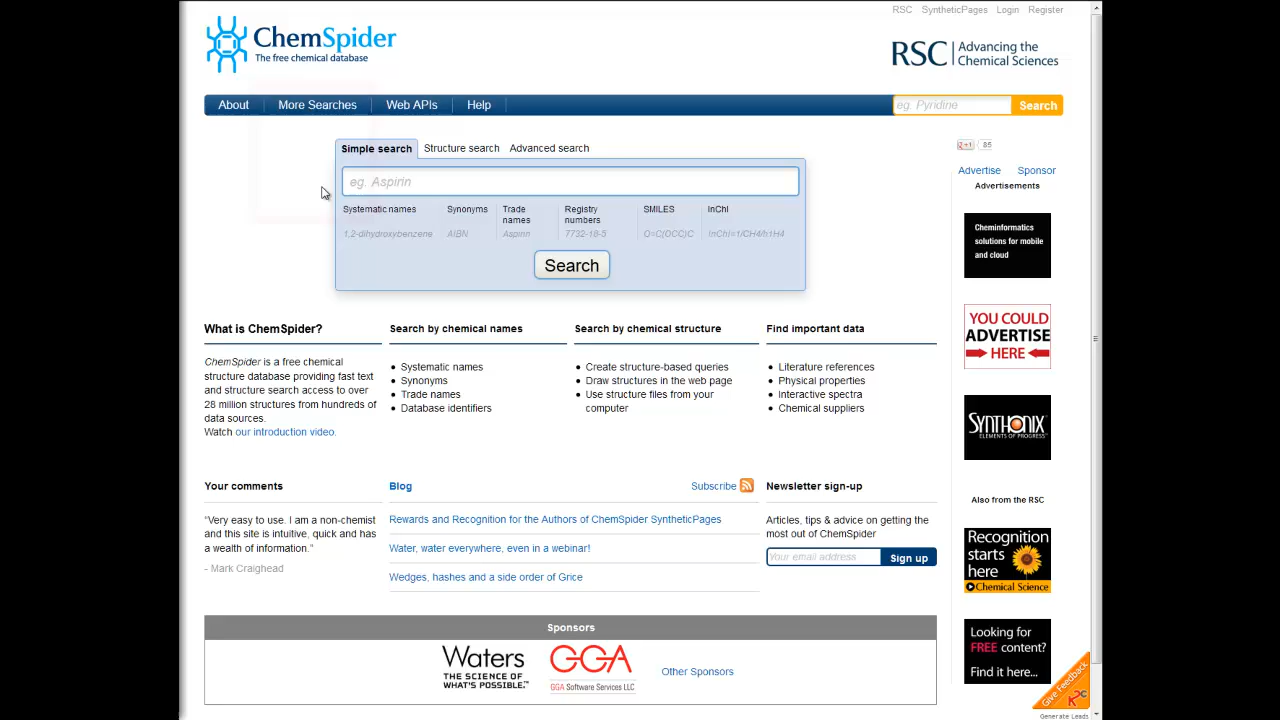 RSC SyntheticPages Login Register
ChemSpider
The free chemical database
RSC | Advancing the
Chemical Sciences
About More Searches Web APIs Help
eg. Pyridine Search
Simple search Structure search Advanced search
+1 85
eg. Aspirin
Advertise Sponsor
Advertisements
Systematic names Synonyms Trade names Registry numbers SMILES InChI
1,2-dihydroxybenzene AIBN Aspirin 7732-18-5 O=C(OCC)C InChI=1/CH4/h1H4
Search
Cheminformatics
solutions for mobile
and cloud
YOU COULD
ADVERTISE
HERE
What is ChemSpider?
ChemSpider is a free chemical
structure database providing fast text
and structure search access to over
28 million structures from hundreds of
data sources.
Watch our introduction video.
Search by chemical names
Systematic names
Synonyms
Trade names
Database identifiers
Search by chemical structure
Create structure-based queries
Draw structures in the web page
Use structure files from your
computer
Find important data
Literature references
Physical properties
Interactive spectra
Chemical suppliers
SYNTHONIX
ELEMENTS OF PROGRESS
Your comments
“Very easy to use. I am a non-chemist
and this site is intuitive, quick and has
a wealth of information.”
- Mark Craighead
Blog Subscribe
Rewards and Recognition for the Authors of ChemSpider SyntheticPages
Water, water everywhere, even in a webinar!
Wedges, hashes and a side order of Grice
Newsletter sign-up
Articles, tips & advice on getting the
most out of ChemSpider
Your email address Sign up
Also from the RSC
Recognition
starts
here
Chemical Science
Looking for
FREE content?
Find it here...
Sponsors
Waters
THE SCIENCE OF
WHAT'S POSSIBLE.™
GGA
GGA Software Services LLC
Other Sponsors
Give Feedback
Generate Leads